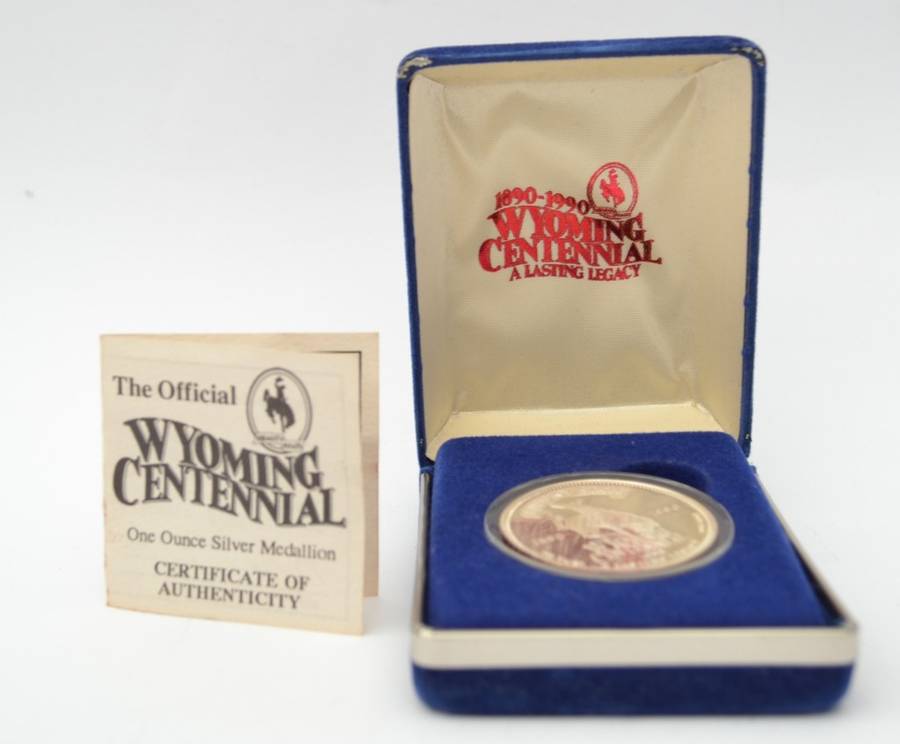 The Official
WYOMING
CENTENNIAL
One Ounce Silver Medallion
CERTIFICATE OF
AUTHENTICITY
1890-1990
WYOMING
CENTENNIAL
A LASTING LEGACY